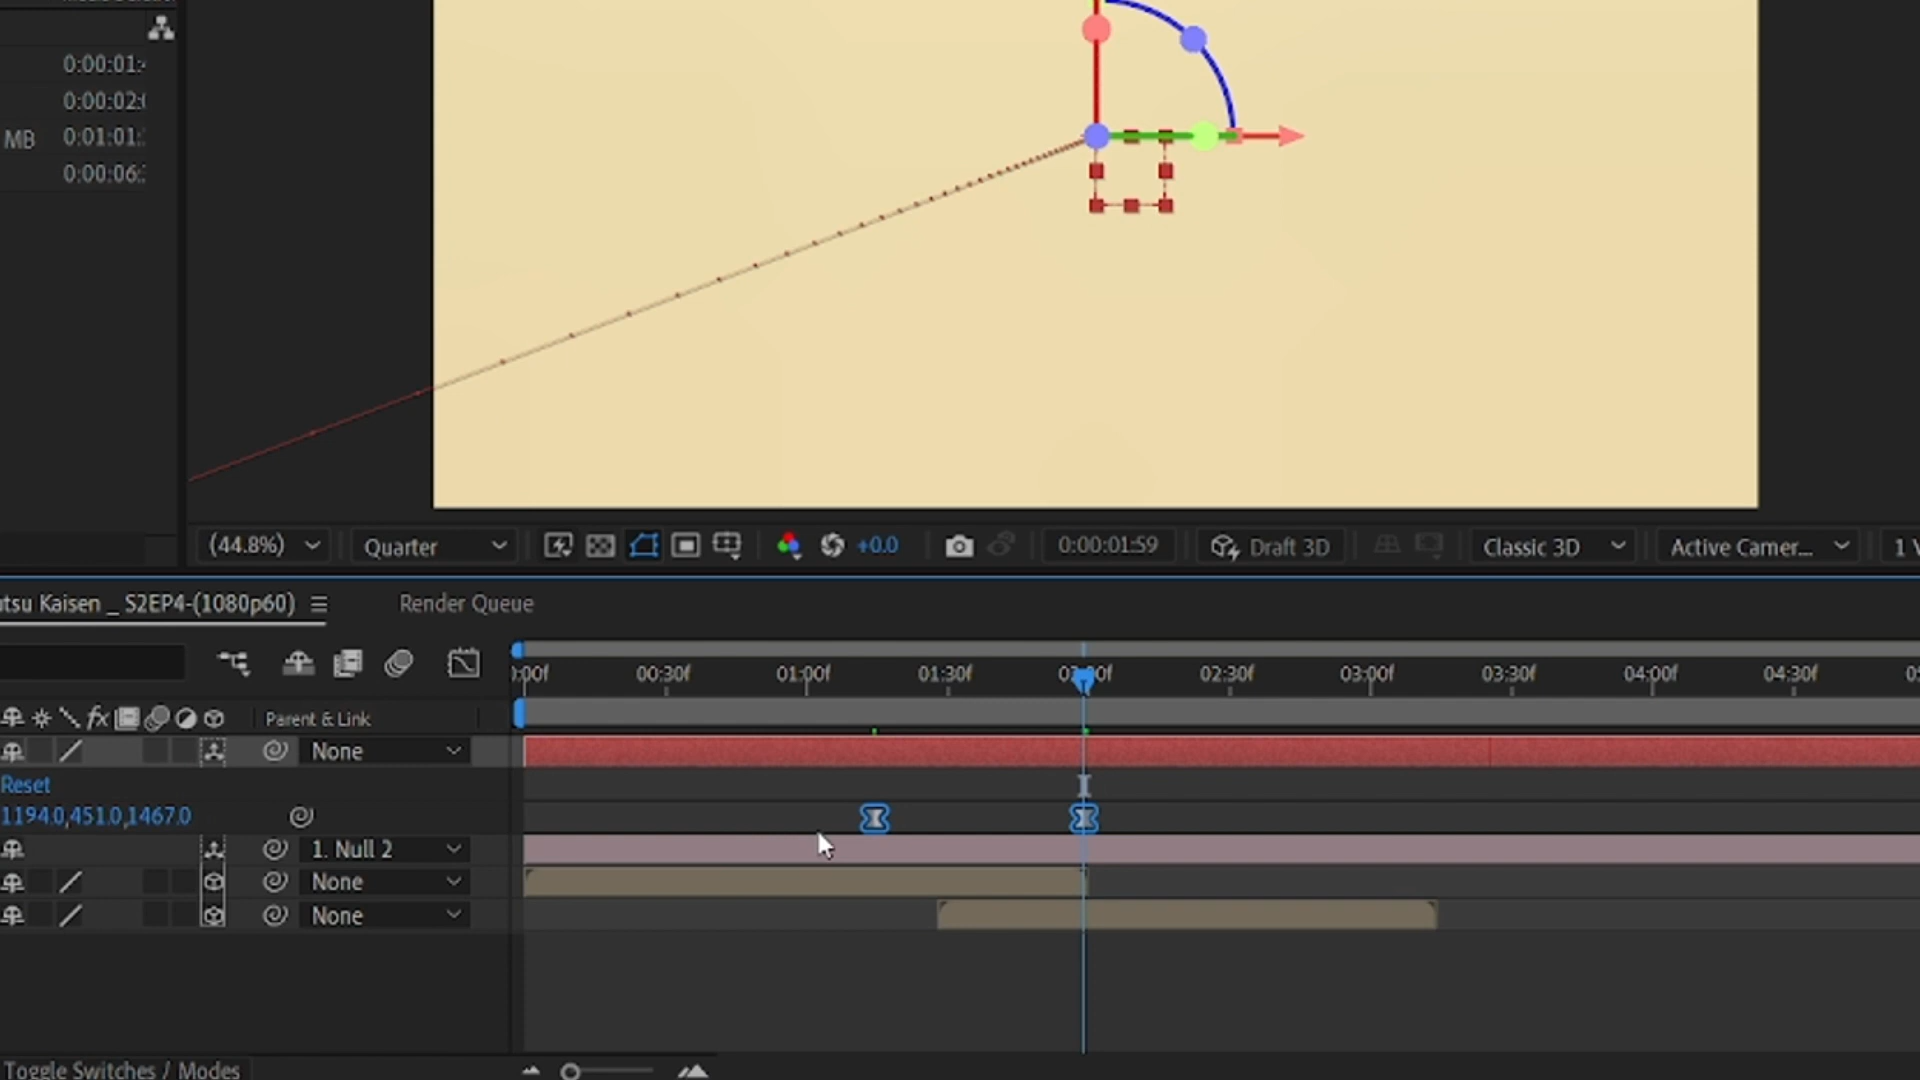 0:00:01:
0:00:02:0
MB 0:01:01:
0:00:06:
(44.8%) Quarter +0.0 0:00:01:59 Draft 3D Classic 3D Active Camer... 1 V
utsu Kaisen _ S2EP4-(1080p60) Render Queue
:00f 00:30f 01:00f 01:30f 02:00f 02:30f 03:00f 03:30f 04:00f 04:30f 05
fx Parent & Link
None
Reset
1194.0,451.0,1467.0
1. Null 2
None
None
Toggle Switches / Modes